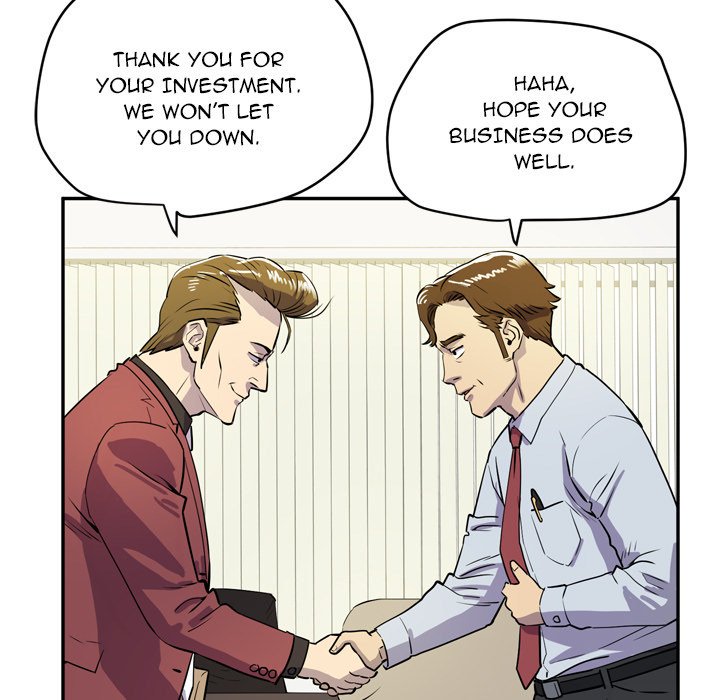 THANK YOU FOR
YOUR INVESTMENT.
WE WON'T LET
YOU DOWN.
HAHA,
HOPE YOUR
BUSINESS DOES
WELL.